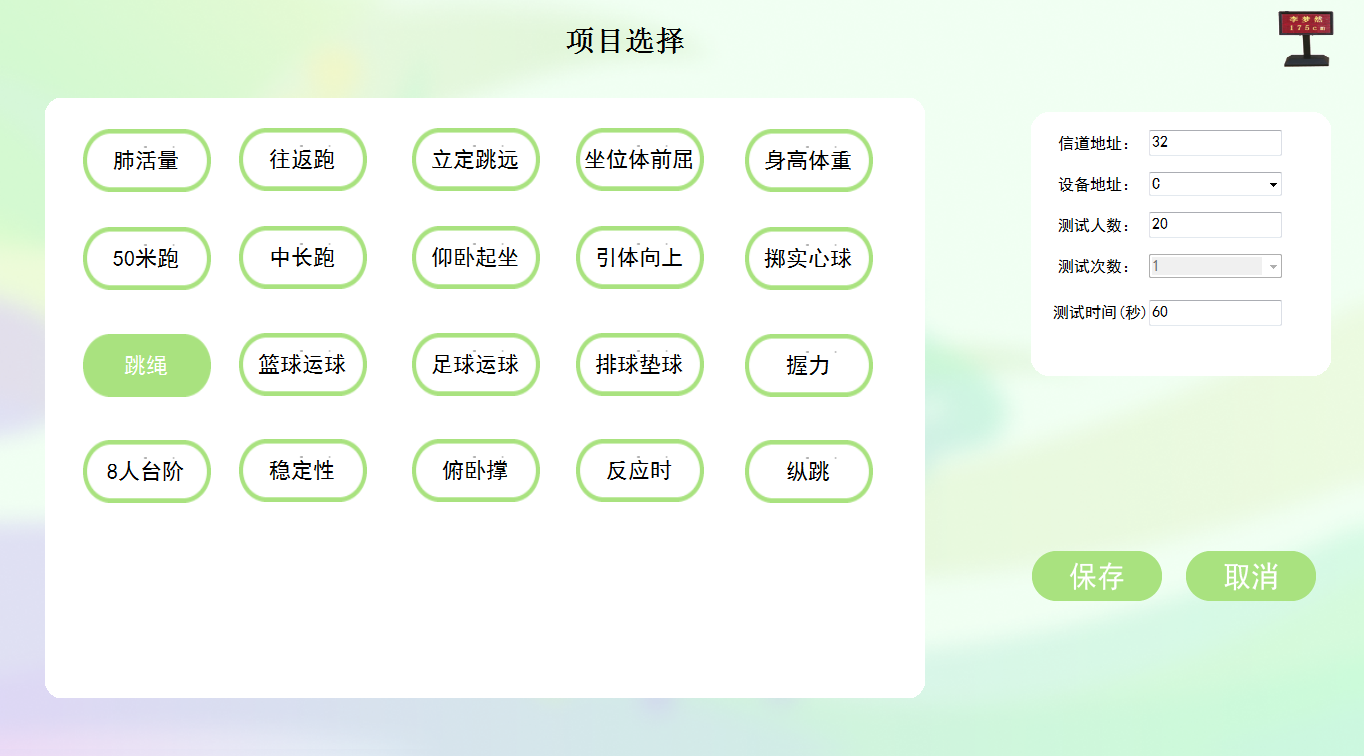 项目选择
李梦然
175cm
肺活量 往返跑 立定跳远 坐位体前屈 身高体重
50米跑 中长跑 仰卧起坐 引体向上 掷实心球
跳绳 篮球运球 足球运球 排球垫球 握力
8人台阶 稳定性 俯卧撑 反应时 纵跳
信道地址： 32
设备地址： C
测试人数： 20
测试次数： 1
测试时间(秒) 60
保存 取消